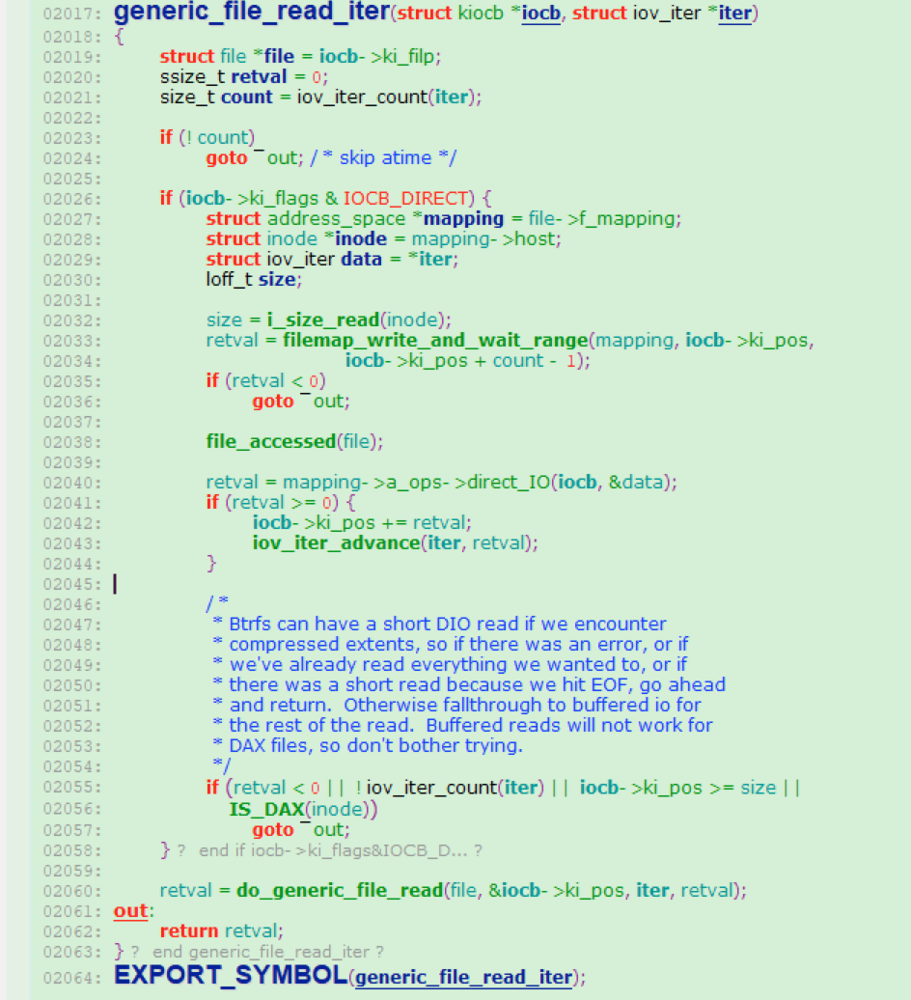 02017: generic_file_read_iter(struct kiocb *iocb, struct iov_iter *iter)
02018: {
02019: struct file *file = iocb->ki_filp;
02020: ssize_t retval = 0;
02021: size_t count = iov_iter_count(iter);
02022:
02023: if (! count)
02024: goto ¯out; /* skip atime */
02025:
02026: if (iocb->ki_flags & IOCB_DIRECT) {
02027: struct address_space *mapping = file->f_mapping;
02028: struct inode *inode = mapping->host;
02029: struct iov_iter data = *iter;
02030: loff_t size;
02031:
02032: size = i_size_read(inode);
02033: retval = filemap_write_and_wait_range(mapping, iocb->ki_pos,
02034: iocb->ki_pos + count - 1);
02035: if (retval < 0)
02036: goto ¯out;
02037:
02038: file_accessed(file);
02039:
02040: retval = mapping->a_ops->direct_IO(iocb, &data);
02041: if (retval >= 0) {
02042: iocb->ki_pos += retval;
02043: iov_iter_advance(iter, retval);
02044: }
02045:
02046: /*
02047: * Btrfs can have a short DIO read if we encounter
02048: * compressed extents, so if there was an error, or if
02049: * we've already read everything we wanted to, or if
02050: * there was a short read because we hit EOF, go ahead
02051: * and return. Otherwise fallthrough to buffered io for
02052: * the rest of the read. Buffered reads will not work for
02053: * DAX files, so don't bother trying.
02054: */
02055: if (retval < 0 || ! iov_iter_count(iter) || iocb->ki_pos >= size ||
02056: IS_DAX(inode))
02057: goto ¯out;
02058: } ? end if iocb->ki_flags&IOCB_D... ?
02059:
02060: retval = do_generic_file_read(file, &iocb->ki_pos, iter, retval);
02061: out:
02062: return retval;
02063: } ? end generic_file_read_iter ?
02064: EXPORT_SYMBOL(generic_file_read_iter);